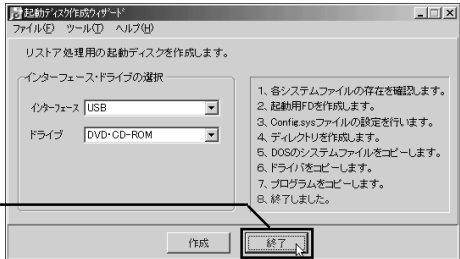 起動ディスク作成ウィザード
ファイル(F) ツール(T) ヘルプ(H)
リストア処理用の起動ディスクを作成します。
インターフェース・ドライブの選択
インタフェース USB
ドライブ DVD・CD-ROM
1、各システムファイルの存在を確認します。
2、起動用FDを作成します。
3、Config.sysファイルの設定を行います。
4、ディレクトリを作成します。
5、DOSのシステムファイルをコピーします。
6、ドライバをコピーします。
7、プログラムをコピーします。
8、終了しました。
作成 終了